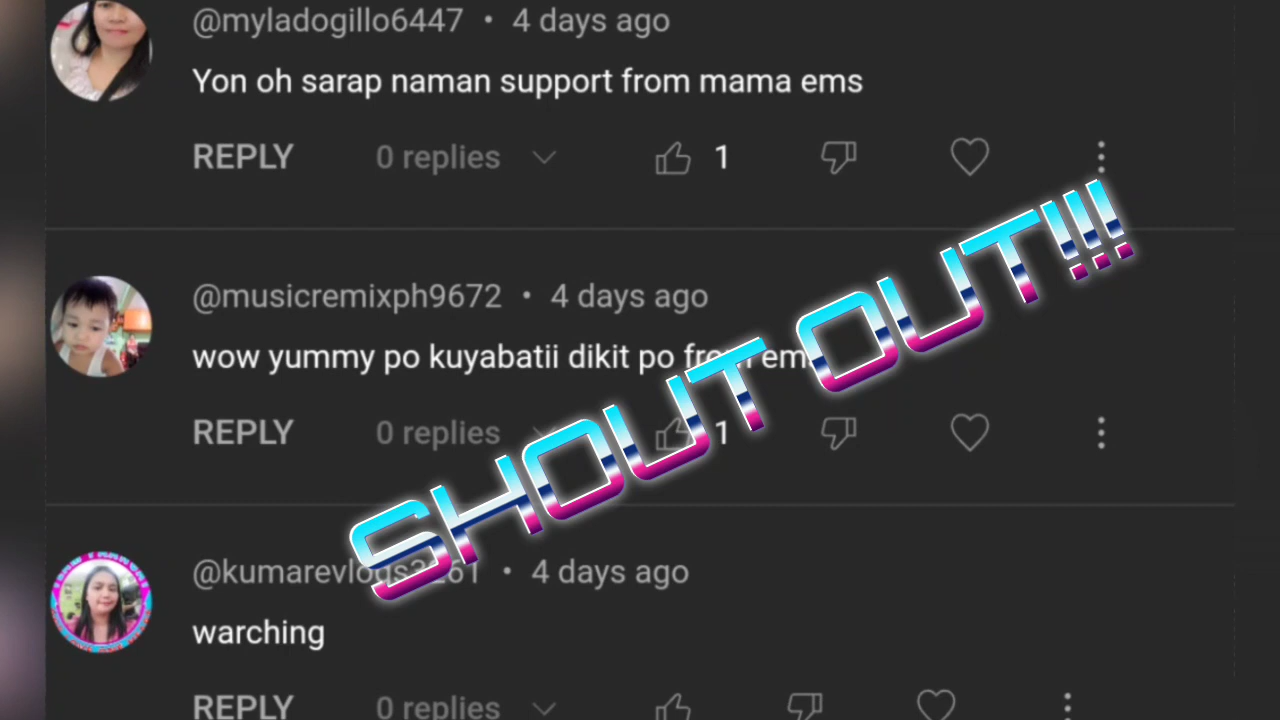 @myladogillo6447 • 4 days ago
Yon oh sarap naman support from mama ems
REPLY 0 replies 1
@musicremixph9672 • 4 days ago
wow yummy po kuyabatii dikit po from
REPLY 0 replies 1
SHOUT OUT!!!
4 days ago
warching
REPLY 0 replies